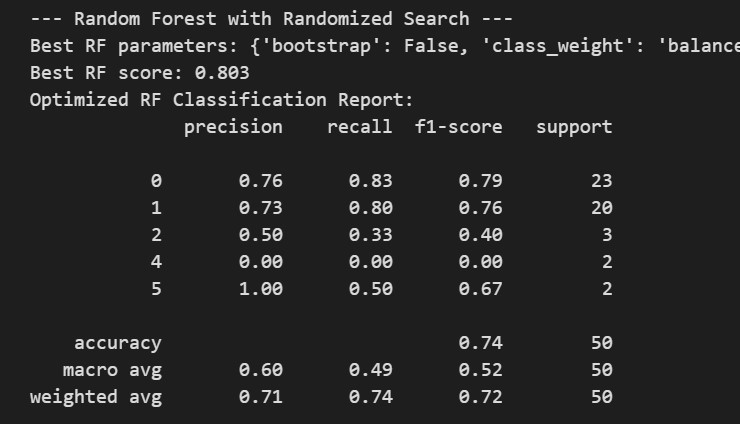 --- Random Forest with Randomized Search ---
Best RF parameters: {'bootstrap': False, 'class_weight': 'balance
Best RF score: 0.803
Optimized RF Classification Report:
precision recall f1-score support
0 0.76 0.83 0.79 23
1 0.73 0.80 0.76 20
2 0.50 0.33 0.40 3
4 0.00 0.00 0.00 2
5 1.00 0.50 0.67 2
accuracy 0.74 50
macro avg 0.60 0.49 0.52 50
weighted avg 0.71 0.74 0.72 50